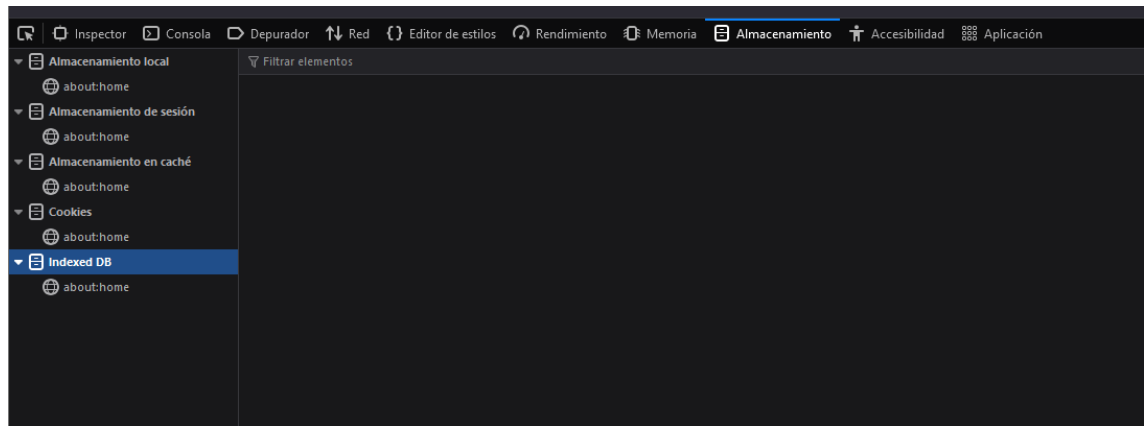 Inspector Consola Depurador Red Editor de estilos Rendimiento Memoria Almacenamiento Accesibilidad Aplicación
Almacenamiento local
Filtrar elementos
about:home
Almacenamiento de sesión
about:home
Almacenamiento en caché
about:home
Cookies
about:home
Indexed DB
about:home